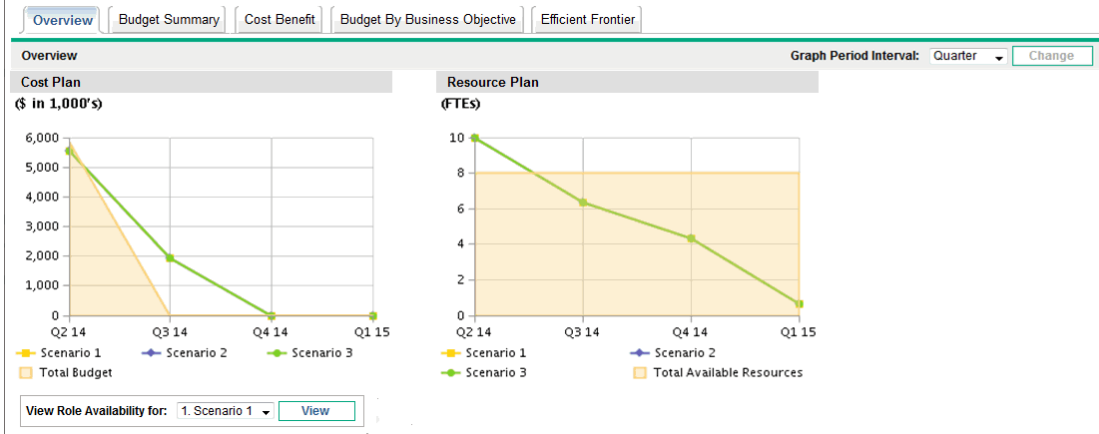 Overview Budget Summary Cost Benefit Budget By Business Objective Efficient Frontier
Overview Graph Period Interval: Quarter Change
Cost Plan
($ in 1,000's)
6,000
5,000
4,000
3,000
2,000
1,000
0
Q2 14 Q3 14 Q4 14 Q1 15
Scenario 1 Scenario 2 Scenario 3
Total Budget
Resource Plan
(FTEs)
10
8
6
4
2
0
Q2 14 Q3 14 Q4 14 Q1 15
Scenario 1 Scenario 2
Scenario 3 Total Available Resources
View Role Availability for: 1. Scenario 1 View